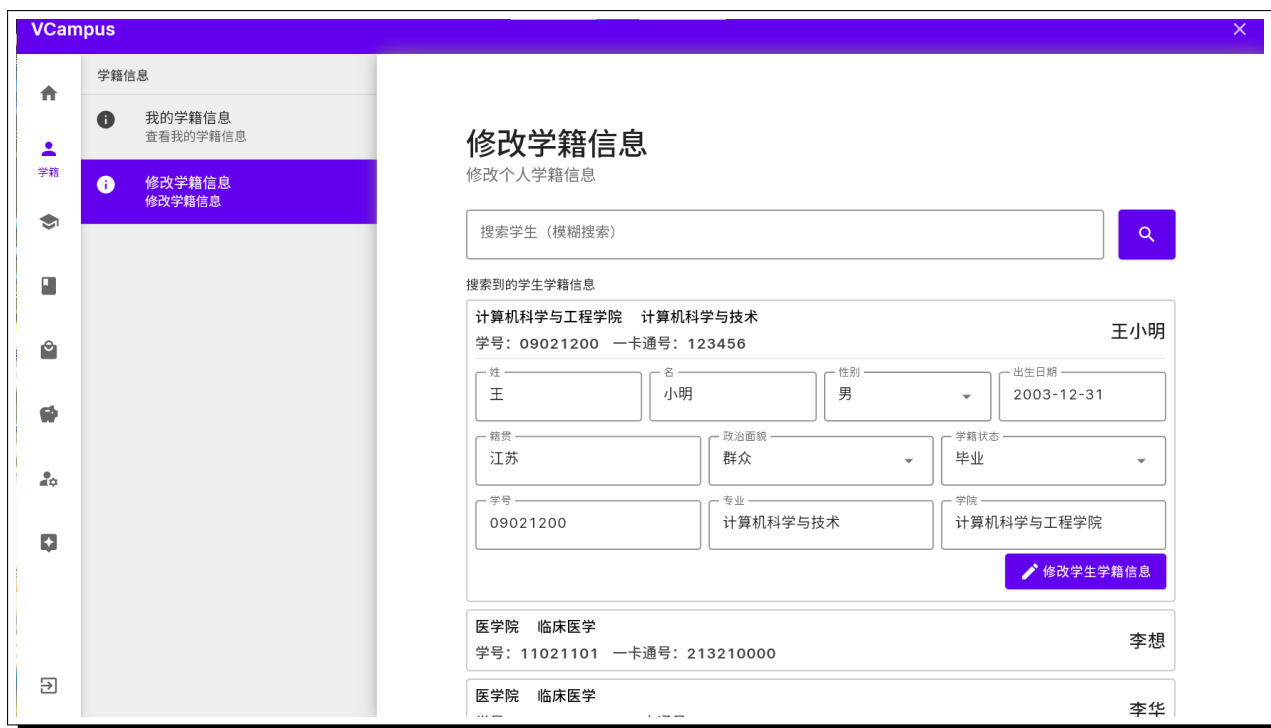 VCampus
学籍信息
我的学籍信息
查看我的学籍信息
学籍
修改学籍信息
修改学籍信息
修改学籍信息
修改个人学籍信息
搜索学生（模糊搜索）
搜索到的学生学籍信息
计算机科学与工程学院 计算机科学与技术
学号：09021200 一卡通号：123456
王小明
姓 名 性别 出生日期
王 小明 男 2003-12-31
籍贯 政治面貌 学籍状态
江苏 群众 毕业
学号 专业 学院
09021200 计算机科学与技术 计算机科学与工程学院
修改学生学籍信息
医学院 临床医学
学号：11021101 一卡通号：213210000
李想
医学院 临床医学
李华